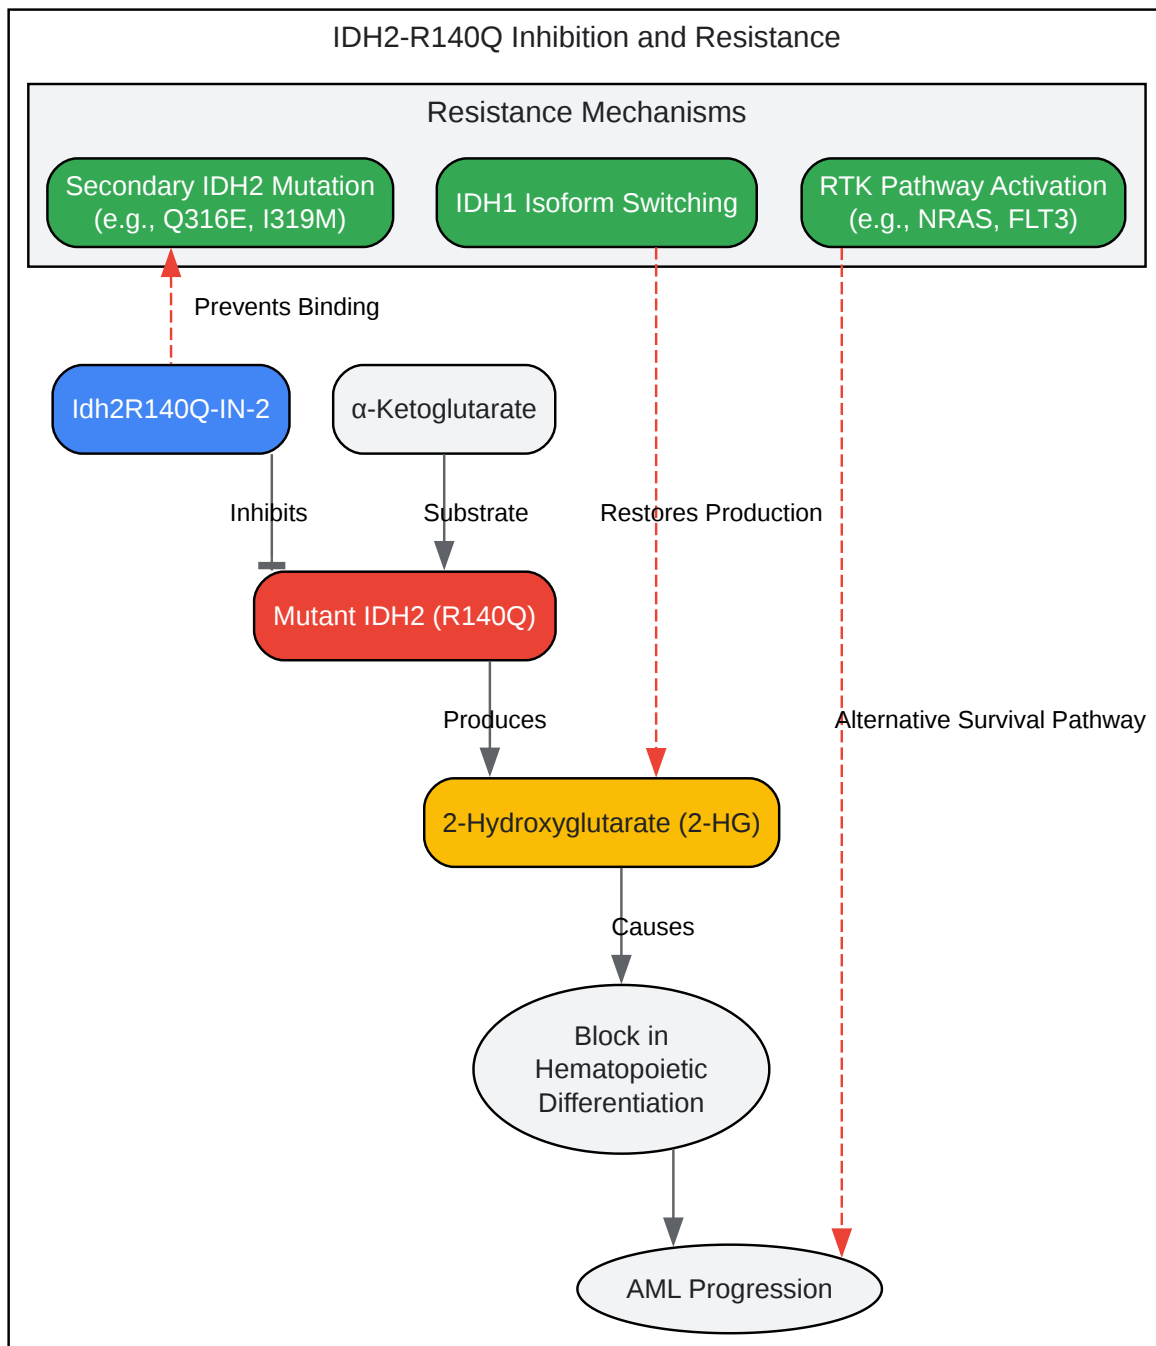 IDH2-R140Q Inhibition and Resistance
Resistance Mechanisms
Secondary IDH2 Mutation
(e.g., Q316E, I319M)
IDH1 Isoform Switching
RTK Pathway Activation
(e.g., NRAS, FLT3)
Prevents Binding
Idh2R140Q-IN-2
α-Ketoglutarate
Inhibits
Substrate
Restores Production
Mutant IDH2 (R140Q)
Produces
Alternative Survival Pathway
2-Hydroxyglutarate (2-HG)
Causes
Block in
Hematopoietic
Differentiation
AML Progression